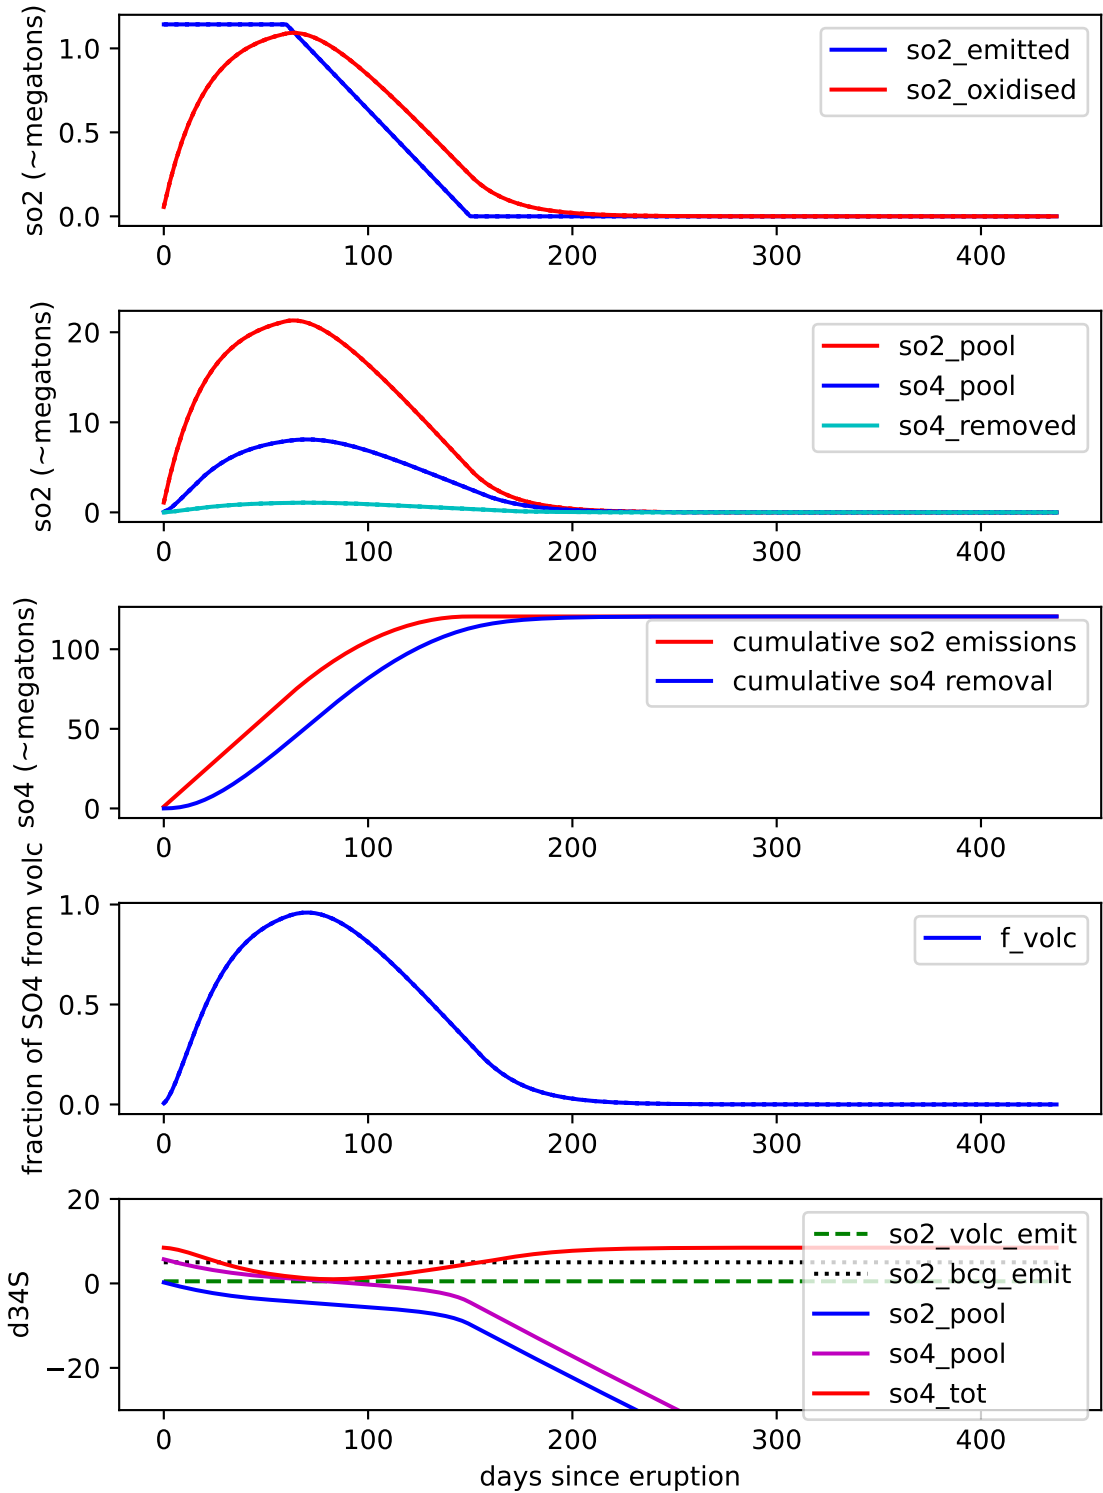 so2 (~megatons)
1.0
0.5
0.0
so2_emitted
so2_oxidised
0 100 200 300 400
so2 (~megatons)
20
10
0
so2_pool
so4_pool
so4_removed
0 100 200 300 400
so4 (~megatons)
100
50
0
cumulative so2 emissions
cumulative so4 removal
0 100 200 300 400
fraction of SO4 from volc
1.0
0.5
0.0
f_volc
0 100 200 300 400
d34S
20
0
−20
so2_volc_emit
so2_bcg_emit
so2_pool
so4_pool
so4_tot
0 100 200 300 400
days since eruption